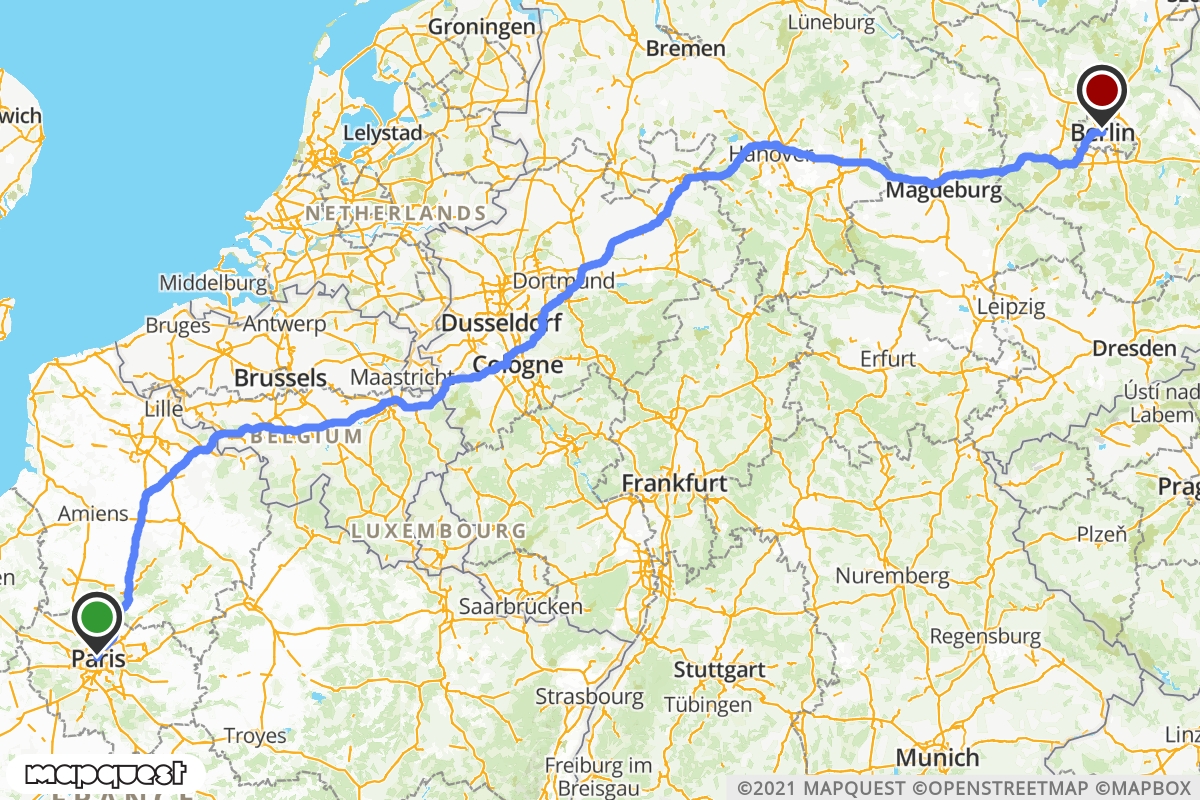 Groningen
Lüneburg
Bremen
wich
Lelystad
Berlin
Hanover
Magdeburg
NETHERLANDS
Middelburg
Dortmund
Leipzig
Bruges
Antwerp
Dusseldorf
Dresden
Erfurt
Cologne
Brussels
Maastricht
Ústí nad
Labem
Lille
BELGIUM
Frankfurt
Prag
Amiens
LUXEMBOURG
Plzeň
en
Nuremberg
Saarbrücken
Regensburg
Paris
Stuttgart
Strasbourg
Tübingen
Troyes
Linz
Munich
Freiburg im
Breisgau
mapquest
FRANCE
©2021 MAPQUEST ©OPENSTREETMAP ©MAPBOX